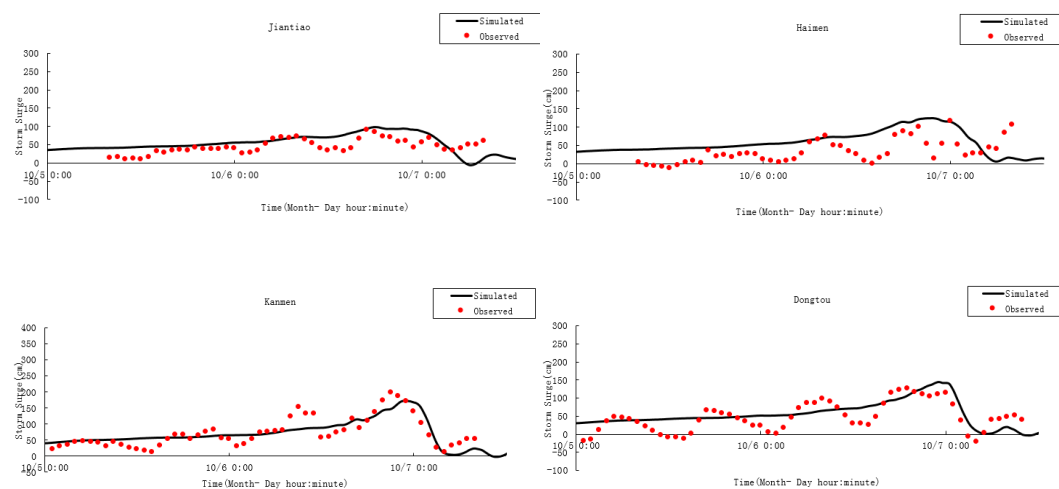 Jiantiao
Simulated
Observed
Storm Surge(cm)
300
250
200
150
100
50
0
-50
-100
10/5 0:00
10/6 0:00
10/7 0:00
Time(Month- Day hour:minute)
Haimen
Simulated
Observed
Storm Surge(cm)
300
250
200
150
100
50
0
-50
-100
10/5 0:00
10/6 0:00
10/7 0:00
Time(Month- Day hour:minute)
Kanmen
Simulated
Observed
Storm Surge(cm)
400
350
300
250
200
150
100
50
0
-50
10/5 0:00
10/6 0:00
10/7 0:00
Time(Month- Day hour:minute)
Dongtou
Simulated
Observed
Storm Surge(cm)
300
250
200
150
100
50
0
-50
-100
10/5 0:00
10/6 0:00
10/7 0:00
Time(Month- Day hour:minute)